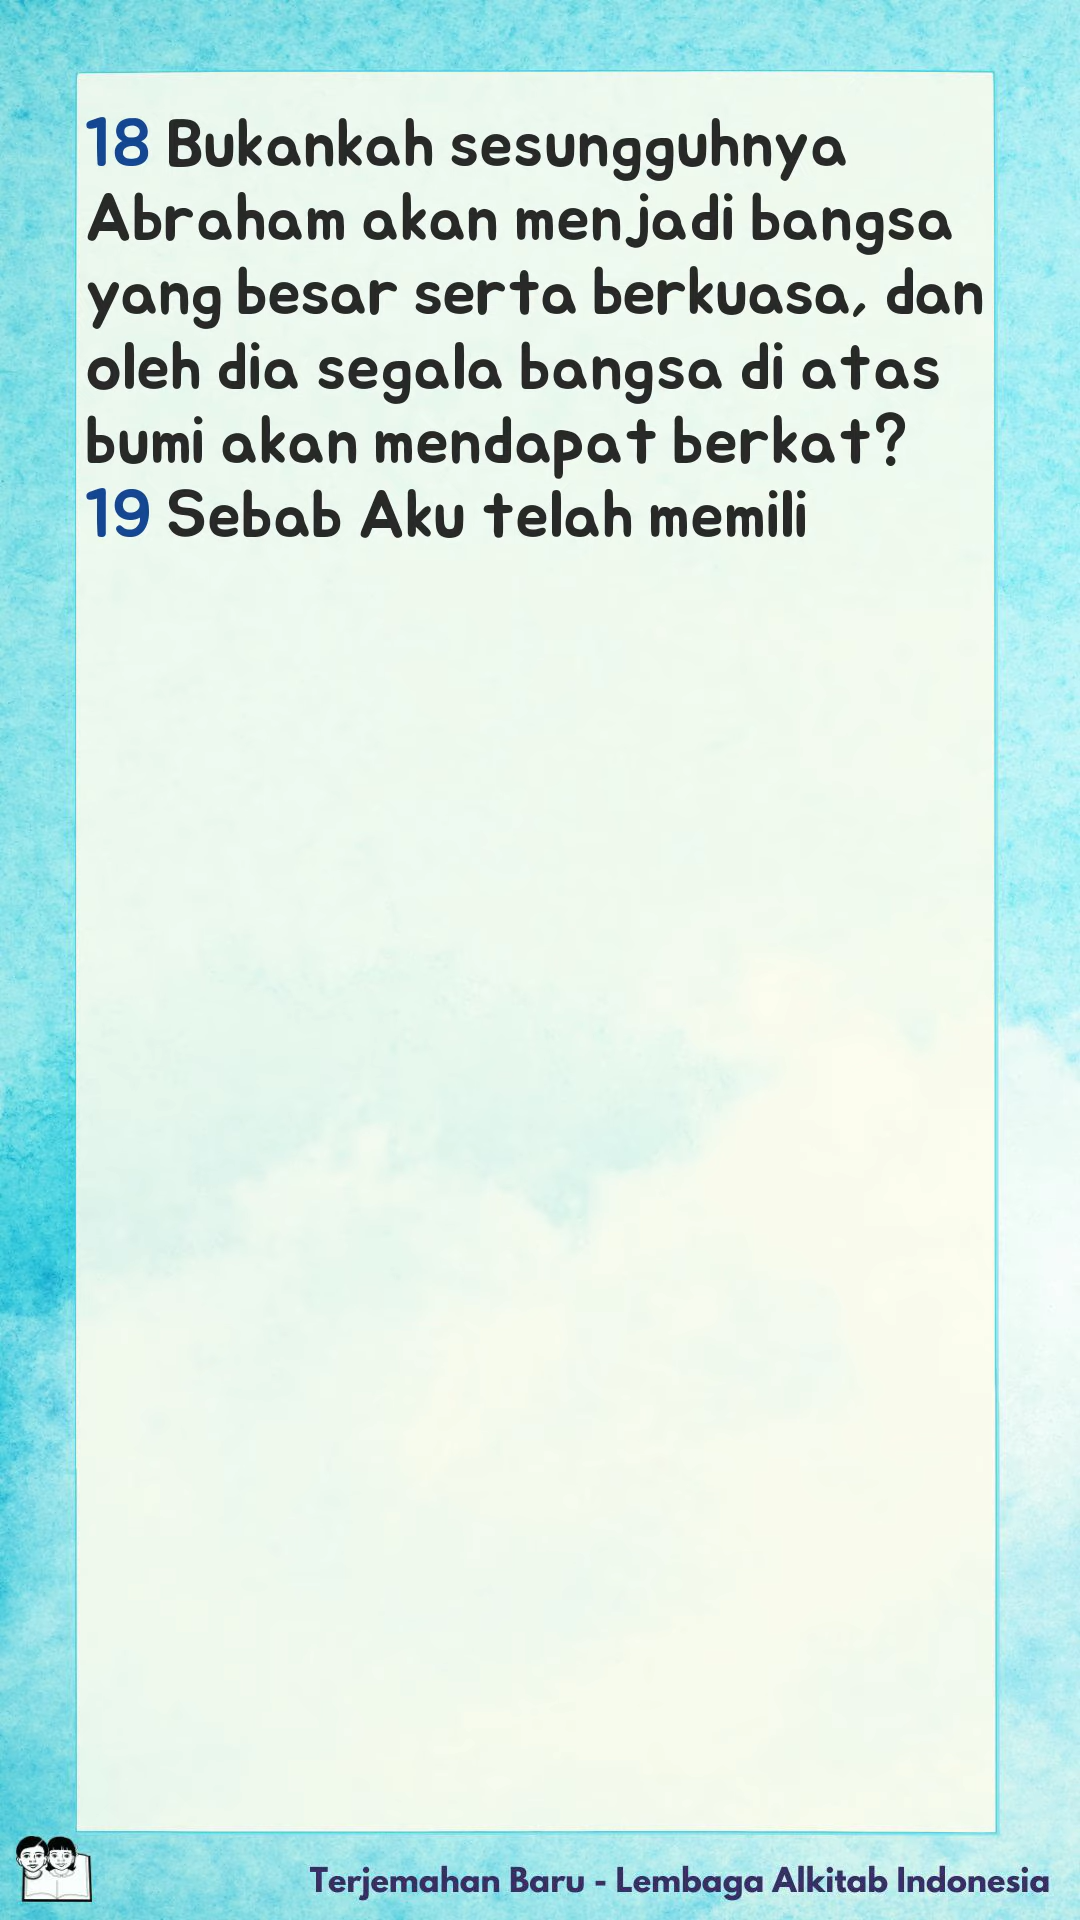 18 Bukankah sesungguhnya
Abraham akan menjadi bangsa
yang besar serta berkuasa, dan
oleh dia segala bangsa di atas
bumi akan mendapat berkat?
19 Sebab Aku telah memili
Terjemahan Baru - Lembaga Alkitab Indonesia